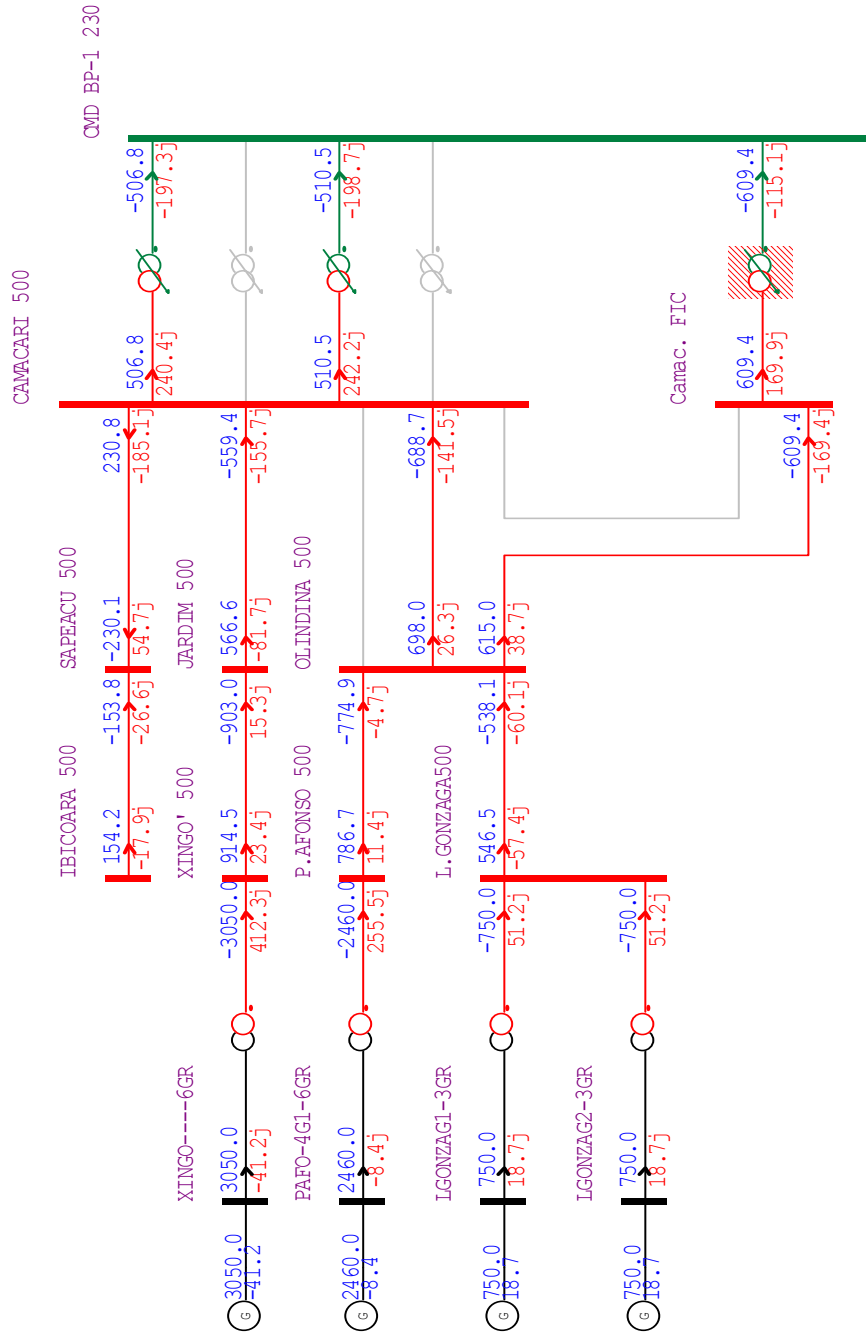 CMD BP-1 230
-506.8
-197.3j
-510.5
-198.7j
-609.4
-115.1j
CAMACARI 500
506.8
240.4j
510.5
242.2j
Camac. FIC
609.4
169.9j
230.8
-185.1j
-559.4
-155.7j
-688.7
-141.5j
-609.4
-169.4j
SAPEACU 500
-230.1
54.7j
JARDIM 500
566.6
-81.7j
OLINDINA 500
698.0
26.3j
615.0
38.7j
-153.8
-26.6j
-903.0
15.3j
-774.9
-4.7j
-538.1
-60.1j
IBICOARA 500
154.2
-17.9j
XINGO' 500
914.5
23.4j
P.AFONSO 500
786.7
11.4j
L.GONZAGA500
546.5
-57.4j
-3050.0
412.3j
-2460.0
255.5j
-750.0
51.2j
-750.0
51.2j
XINGO----6GR
3050.0
-41.2j
PAFO-4G1-6GR
2460.0
-8.4j
LGONZAG1-3GR
750.0
18.7j
LGONZAG2-3GR
750.0
18.7j
3050.0
-41.2
2460.0
-8.4
750.0
18.7
750.0
18.7
G
G
G
G